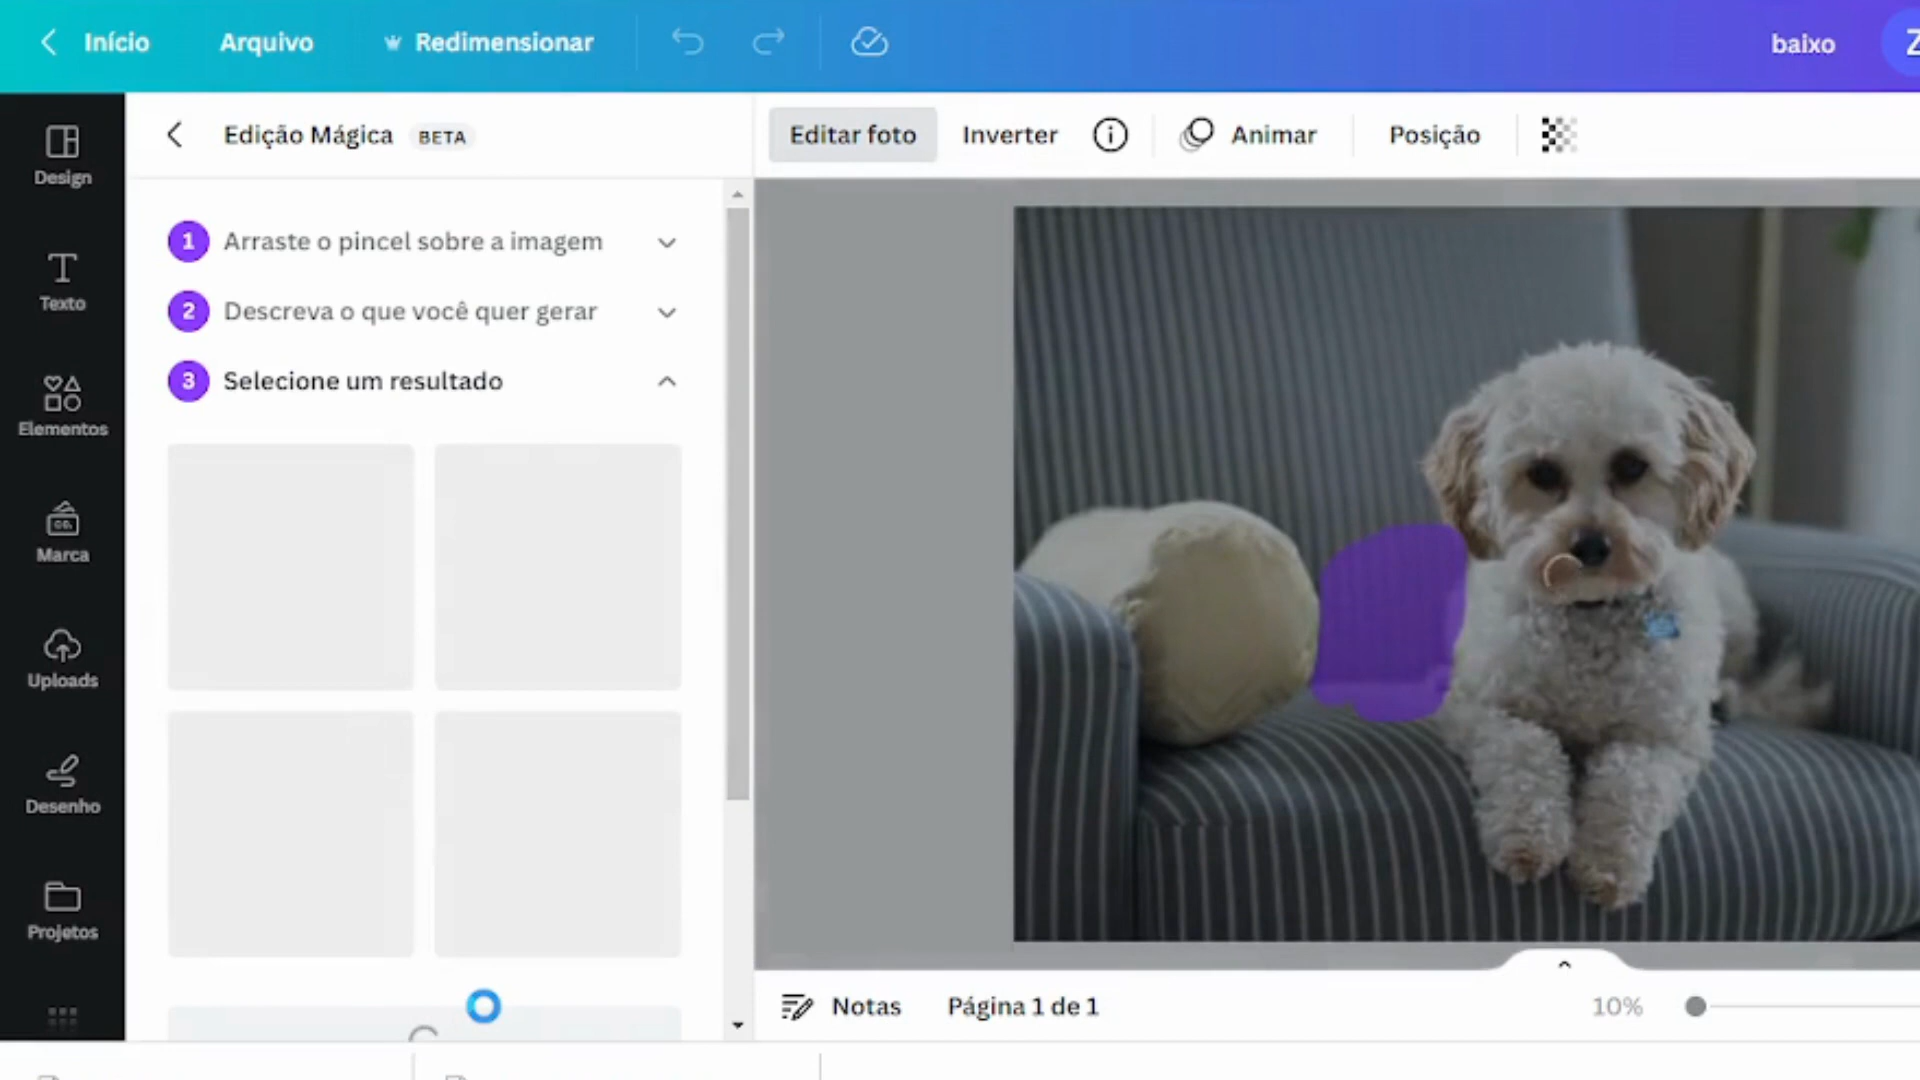 Início Arquivo Redimensionar baixo Z
Edição Mágica BETA
Editar foto Inverter Animar Posição
Design
Texto
Elementos
Marca
Uploads
Desenho
Projetos
1 Arraste o pincel sobre a imagem
2 Descreva o que você quer gerar
3 Selecione um resultado
Notas Página 1 de 1 10%